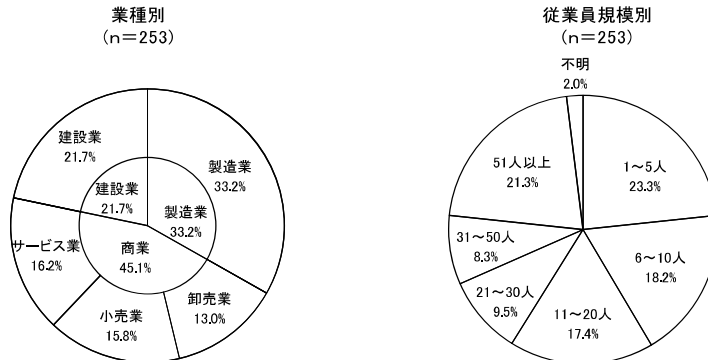 業種別
(n=253)
建設業
21.7%
製造業
33.2%
建設業
21.7%
製造業
33.2%
商業
45.1%
サービス業
16.2%
小売業
15.8%
卸売業
13.0%
従業員規模別
(n=253)
不明
2.0%
51人以上
21.3%
1~5人
23.3%
31~50人
8.3%
6~10人
18.2%
21~30人
9.5%
11~20人
17.4%